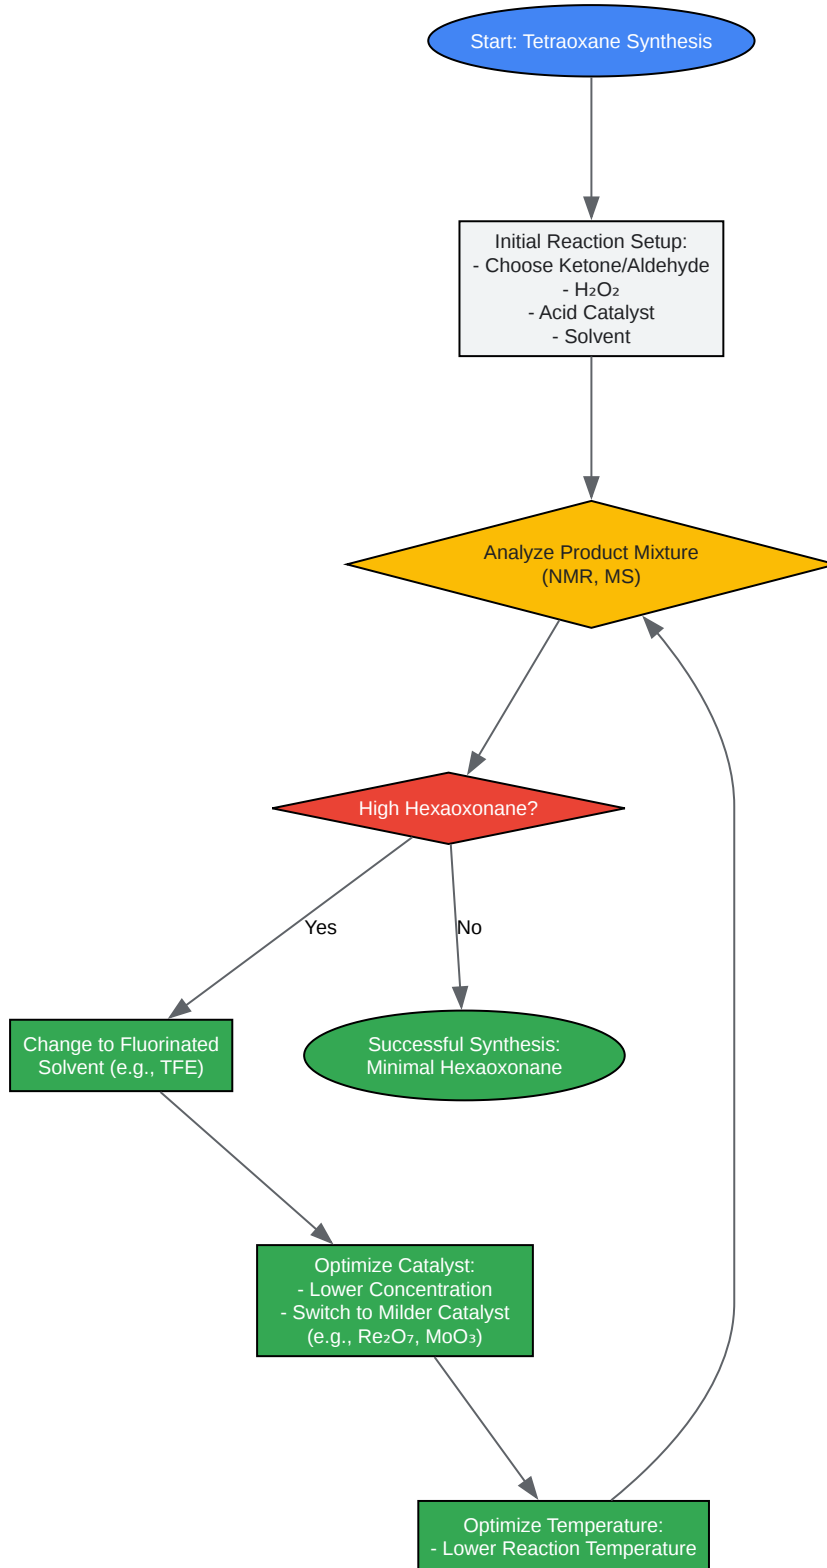 Start: Tetraoxane Synthesis
Initial Reaction Setup:
- Choose Ketone/Aldehyde
- H₂O₂
- Acid Catalyst
- Solvent
Analyze Product Mixture
(NMR, MS)
High Hexaoxonane?
Yes
No
Change to Fluorinated
Solvent (e.g., TFE)
Successful Synthesis:
Minimal Hexaoxonane
Optimize Catalyst:
- Lower Concentration
- Switch to Milder Catalyst
(e.g., Re₂O₇, MoO₃)
Optimize Temperature:
- Lower Reaction Temperature